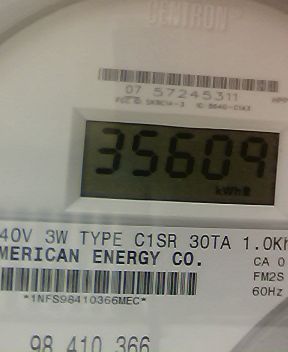 CENTRON®
07 57245311
35609
kWh
40V 3W TYPE C1SR 30TA 1.0Kh
MERICAN ENERGY CO.
CA 0
FM2S
60Hz
*1NFS98410366MEC*
98 410 366